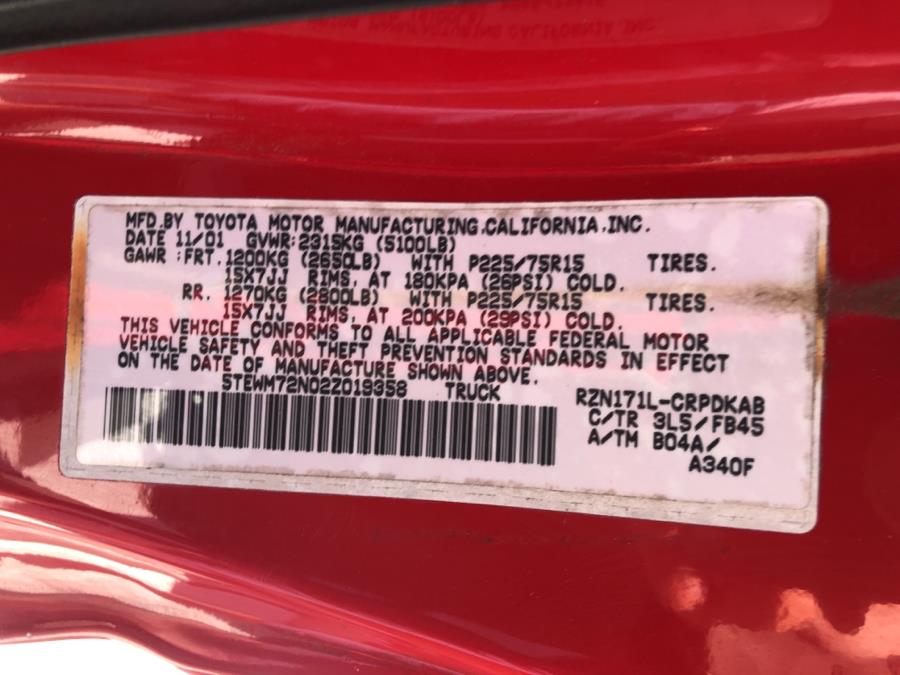 MFD.BY TOYOTA MOTOR MANUFACTURING,CALIFORNIA,INC.
DATE 11/01 GVWR:2315KG (5100LB)
GAWR :FRT.1200KG (2650LB) WITH P225/75R15 TIRES.
15X7JJ RIMS, AT 180KPA (26PSI) COLD.
RR. 1270KG (2800LB) WITH P225/75R15 TIRES.
15X7JJ RIMS, AT 200KPA (29PSI) COLD.
THIS VEHICLE CONFORMS TO ALL APPLICABLE FEDERAL MOTOR
VEHICLE SAFETY AND THEFT PREVENTION STANDARDS IN EFFECT
ON THE DATE OF MANUFACTURE SHOWN ABOVE.
5TEWM72N02Z019358 TRUCK
RZN171L-CRPDKAB
C/TR 3L5/FB45
A/TM B04A/
A340F